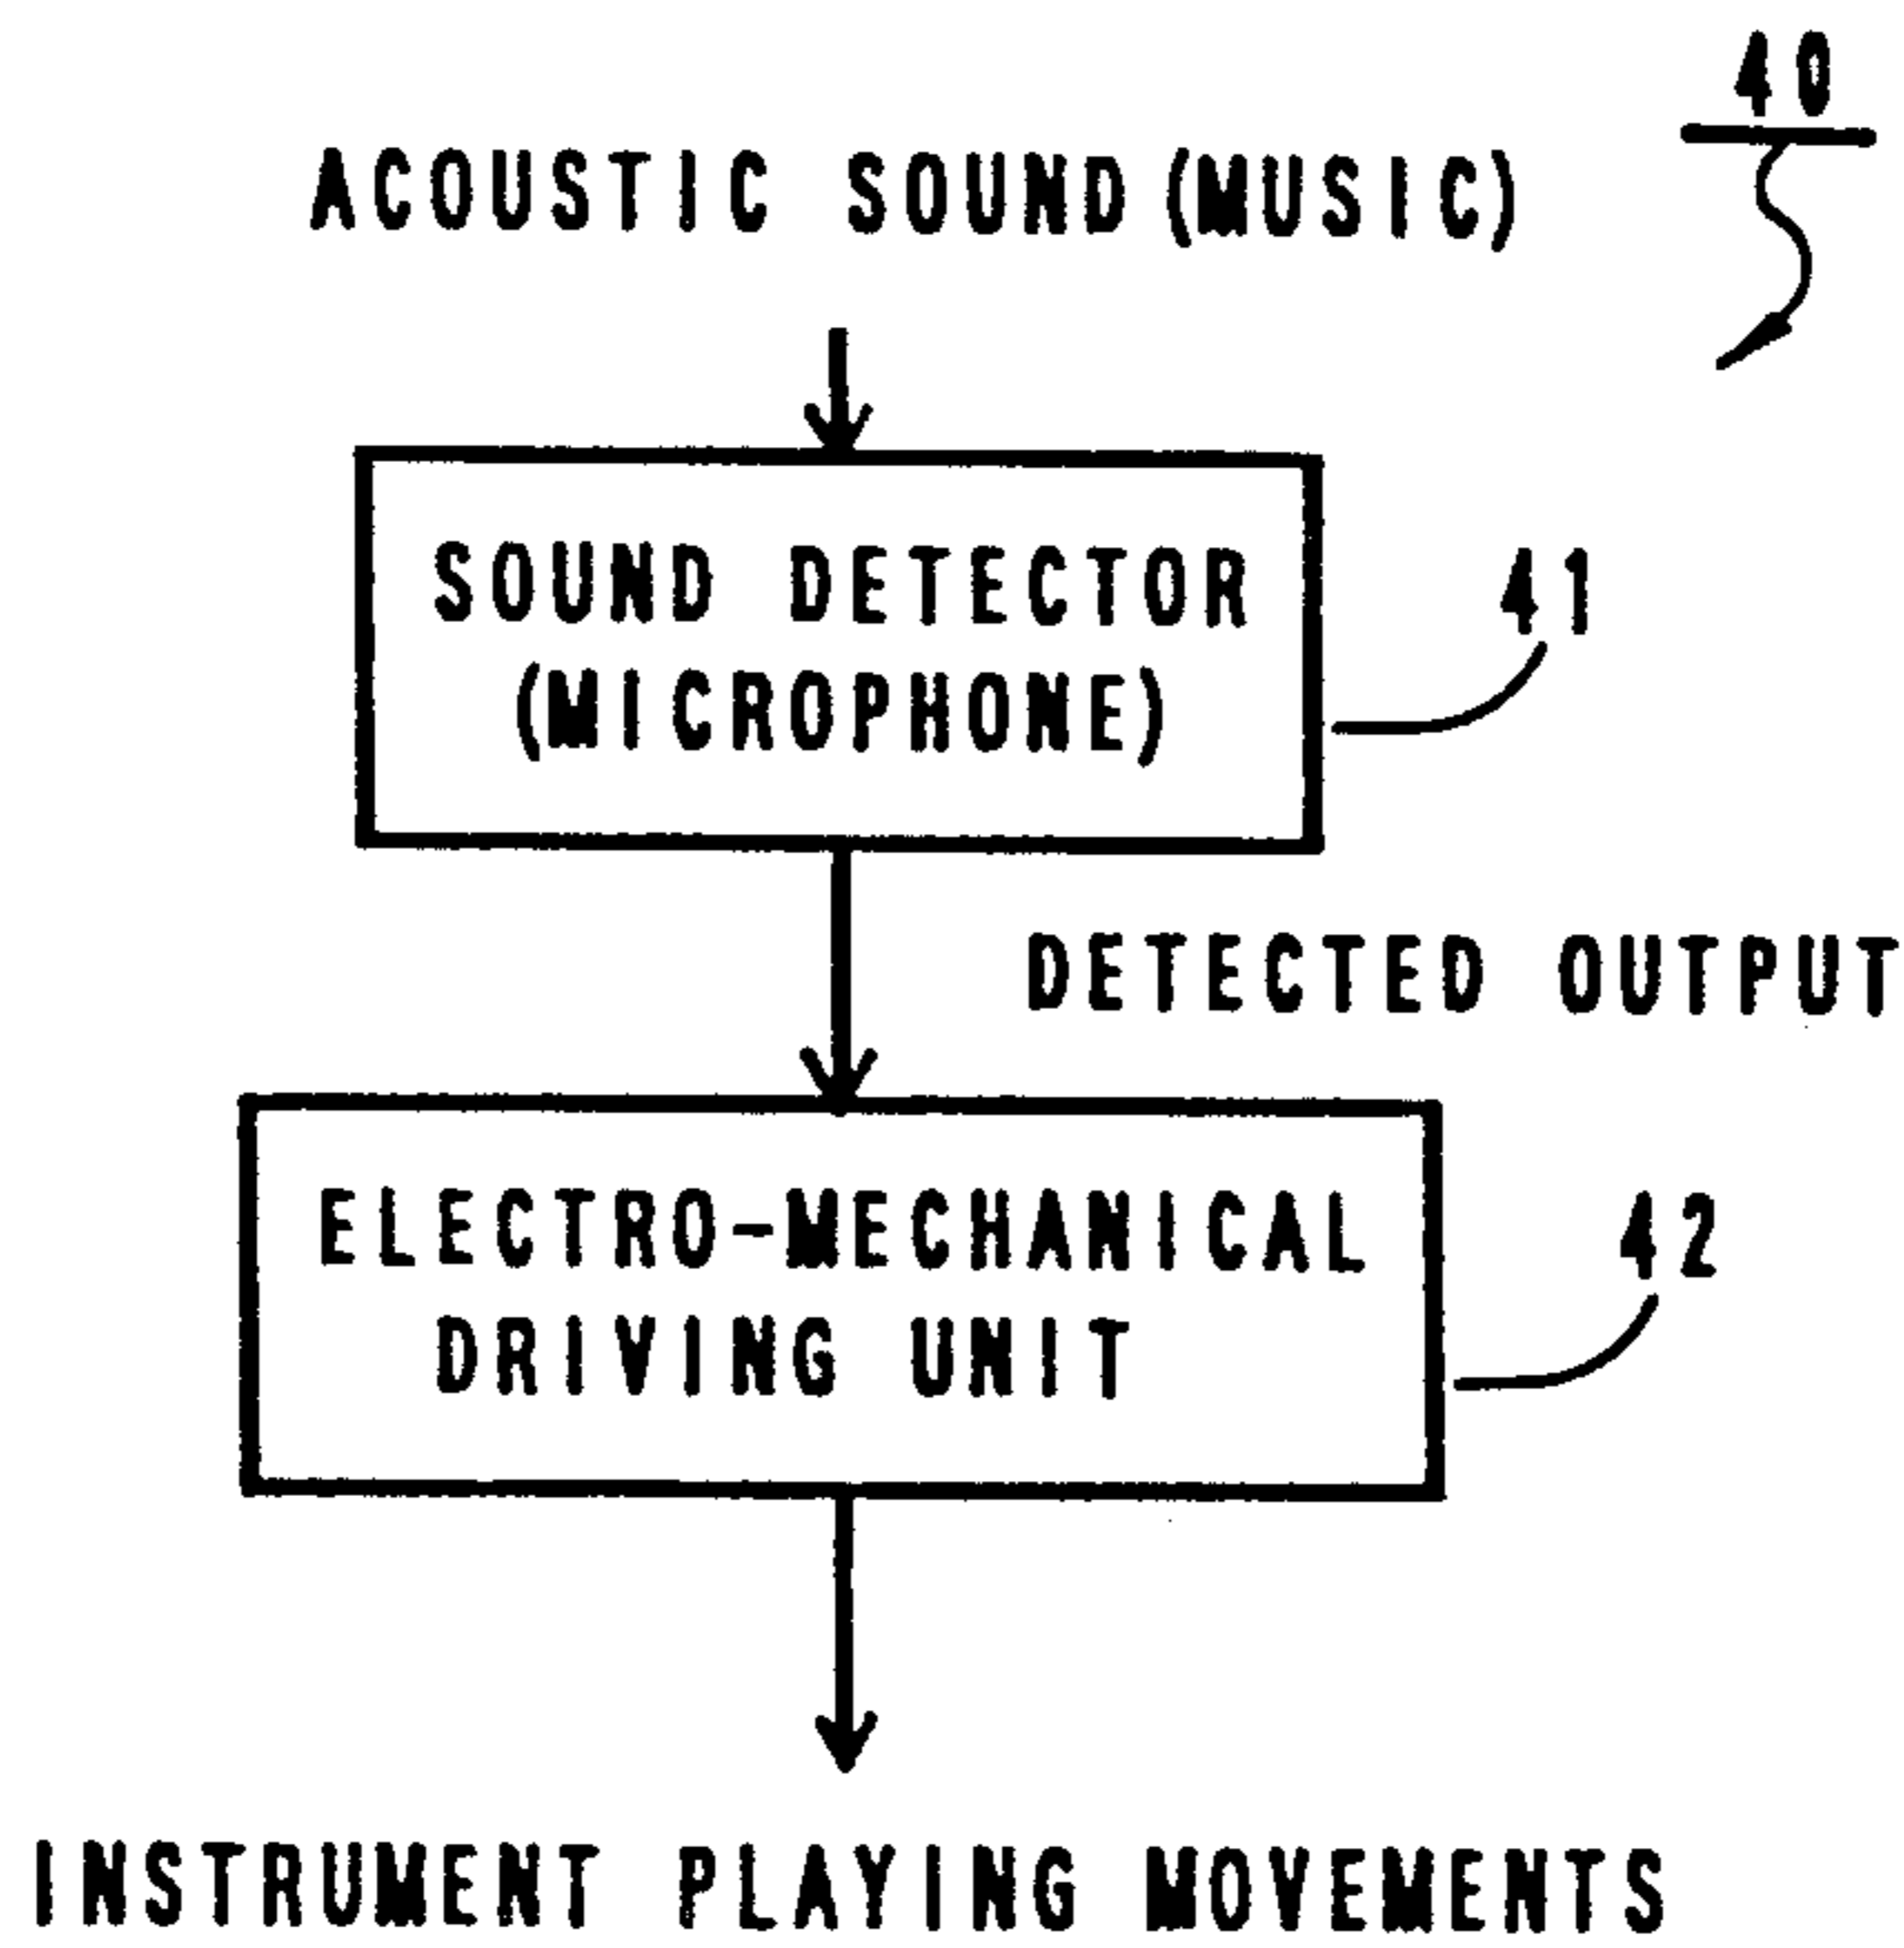 40
ACOUSTIC SOUND (MUSIC)
SOUND DETECTOR
(MICROPHONE)
41
DETECTED OUTPUT
ELECTRO-MECHANICAL
DRIVING UNIT
42
INSTRUMENT PLAYING MOVEMENTS